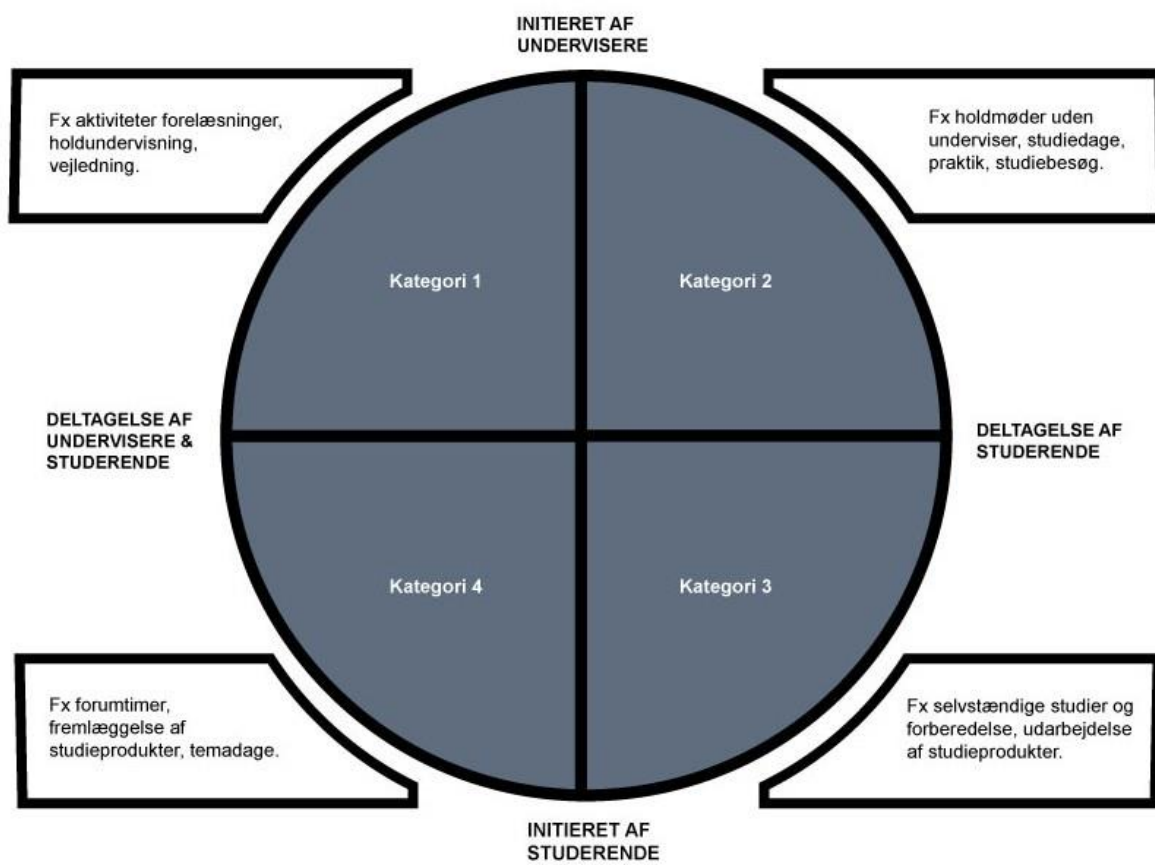 INITIERET AF
UNDERVISERE
Fx aktiviteter forelæsninger,
holdundervisning,
vejledning.
Fx holdmøder uden
underviser, studiedage,
praktik, studiebesøg.
Kategori 1
Kategori 2
DELTAGELSE AF
UNDERVISERE &
STUDERENDE
DELTAGELSE AF
STUDERENDE
Kategori 4
Kategori 3
Fx forumtimer,
fremlæggelse af
studieprodukter, temadage.
Fx selvstændige studier og
forberedelse, udarbejdelse
af studieprodukter.
INITIERET AF
STUDERENDE